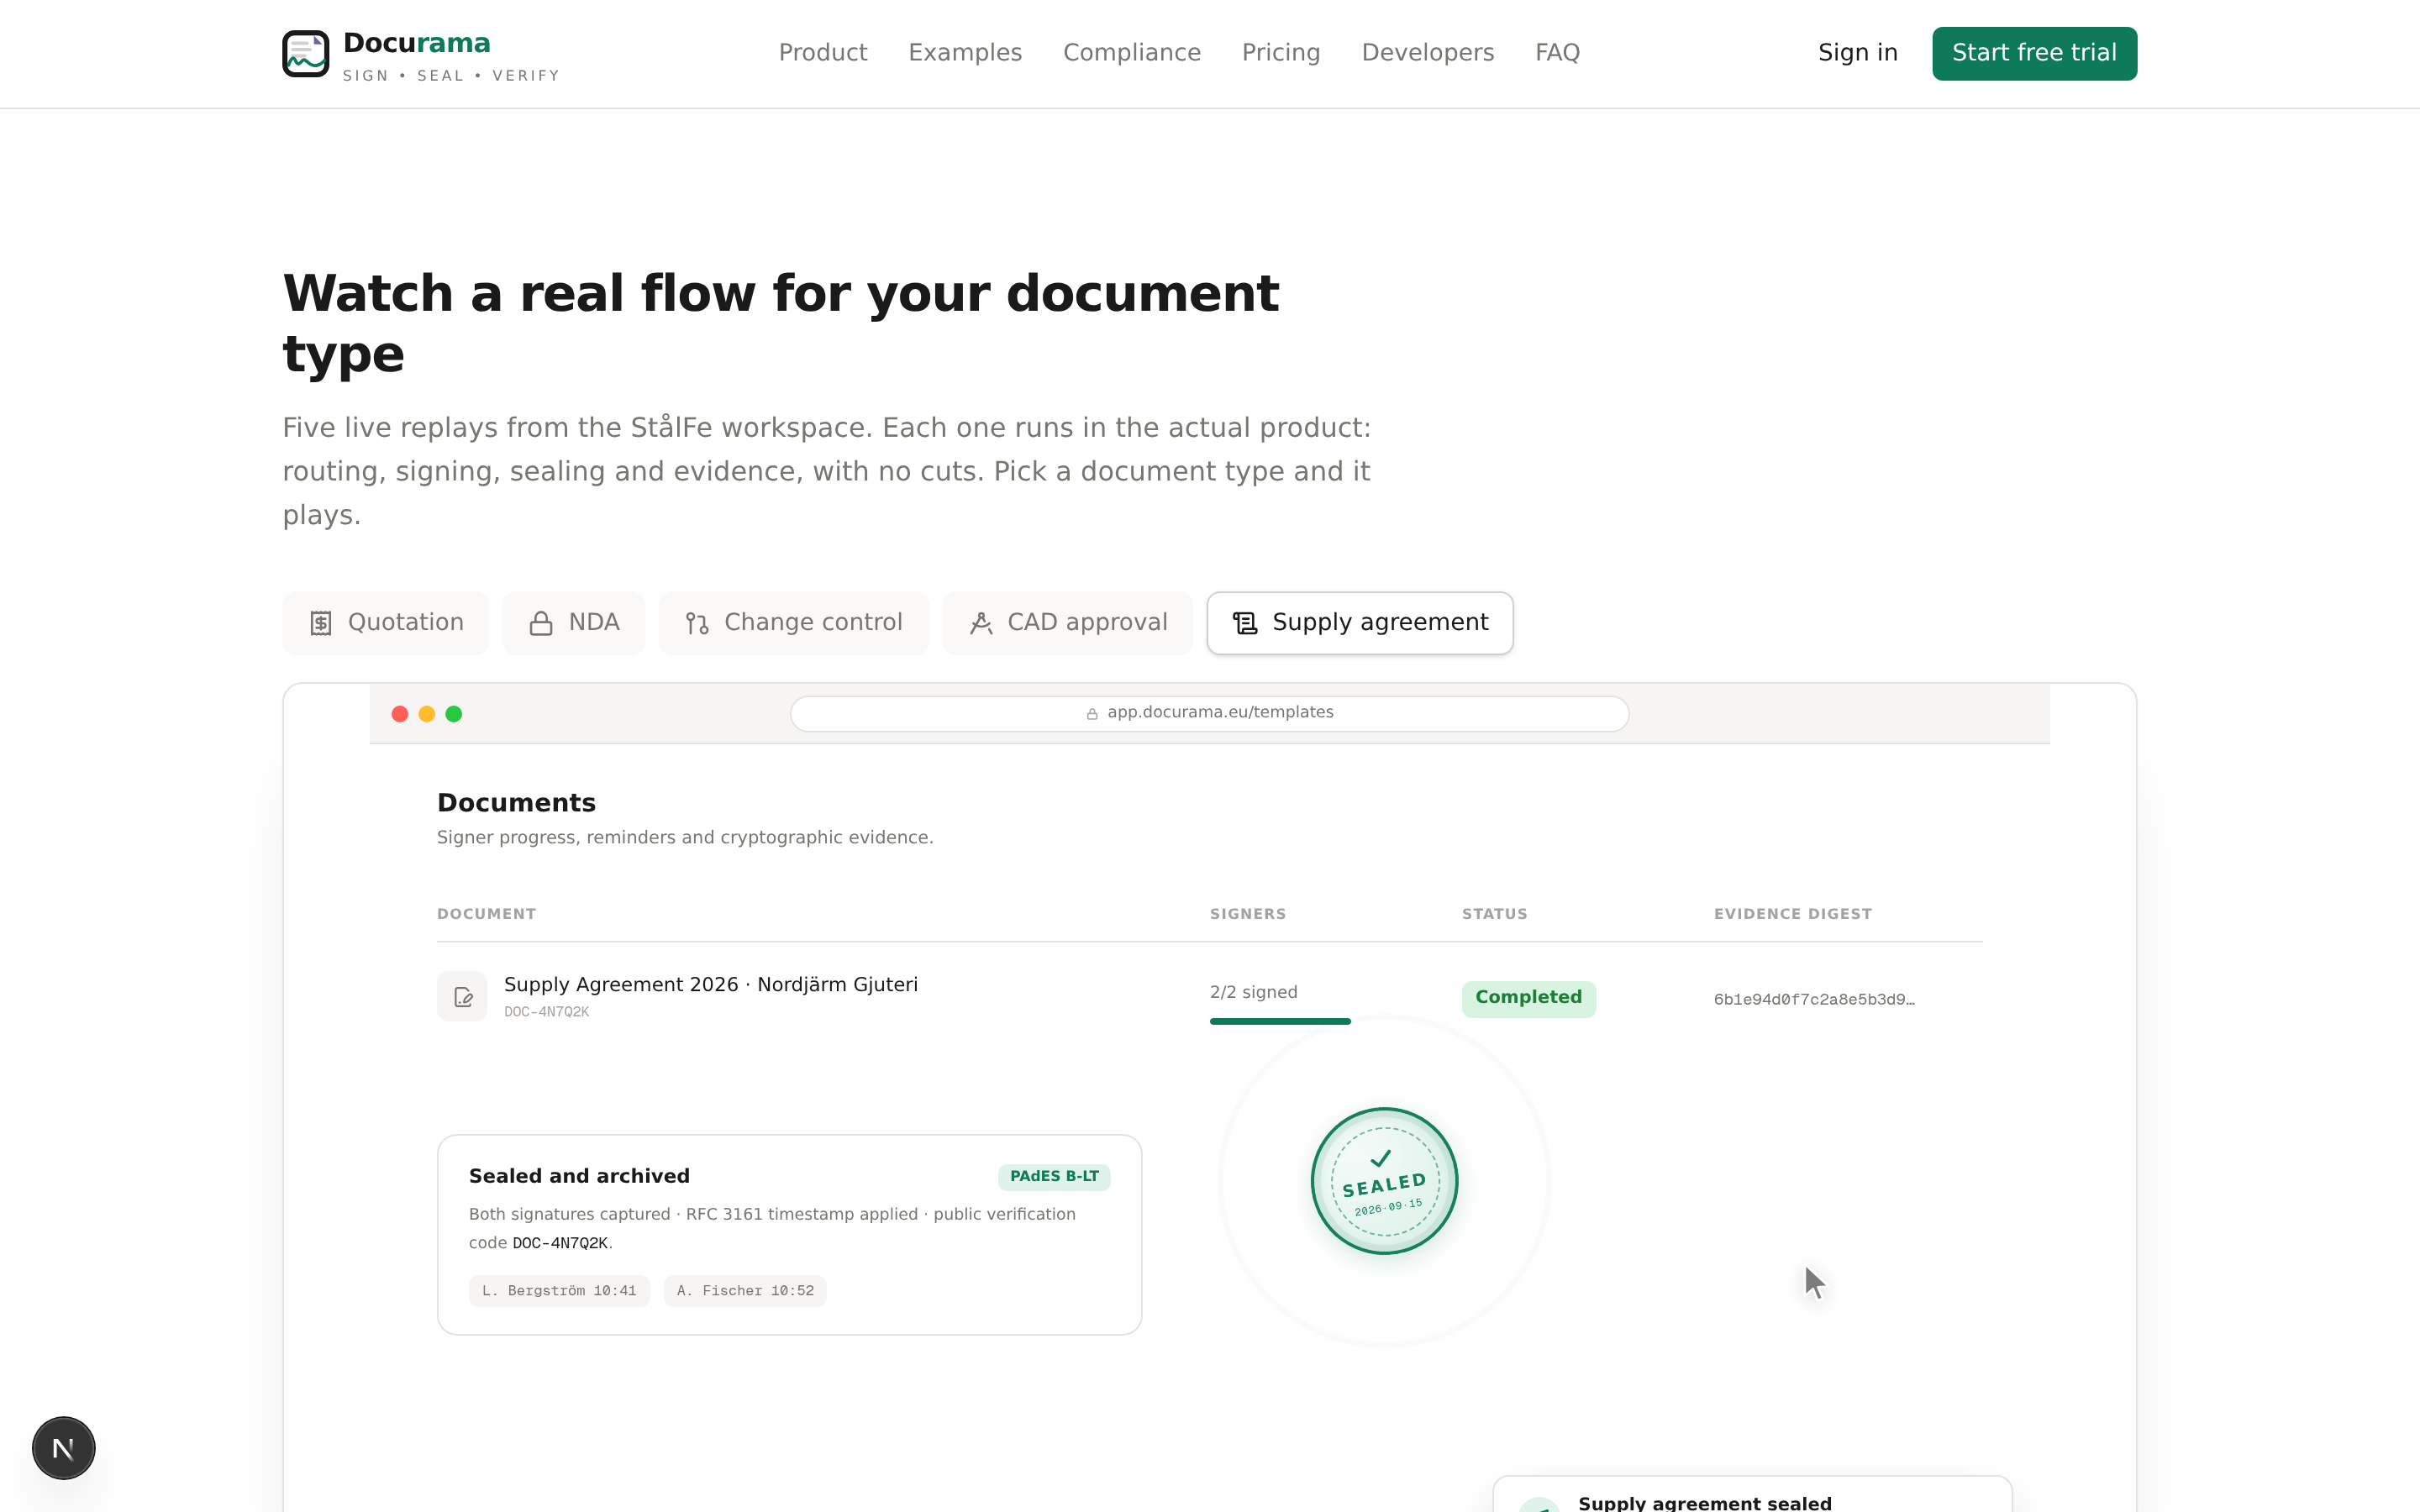 Docurama
SIGN • SEAL • VERIFY
Product
Examples
Compliance
Pricing
Developers
FAQ
Sign in
Start free trial
Watch a real flow for your document
type
Five live replays from the StålFe workspace. Each one runs in the actual product:
routing, signing, sealing and evidence, with no cuts. Pick a document type and it
plays.
Quotation
NDA
Change control
CAD approval
Supply agreement
app.docurama.eu/templates
Documents
Signer progress, reminders and cryptographic evidence.
DOCUMENT
SIGNERS
STATUS
EVIDENCE DIGEST
Supply Agreement 2026 · Nordjärm Gjuteri
DOC-4N7Q2K
2/2 signed
Completed
6b1e94d0f7c2a8e5b3d9…
Sealed and archived
PAdES B-LT
Both signatures captured · RFC 3161 timestamp applied · public verification
code DOC-4N7Q2K.
L. Bergström 10:41
A. Fischer 10:52
SEALED
2026·09·15
N
Supply agreement sealed